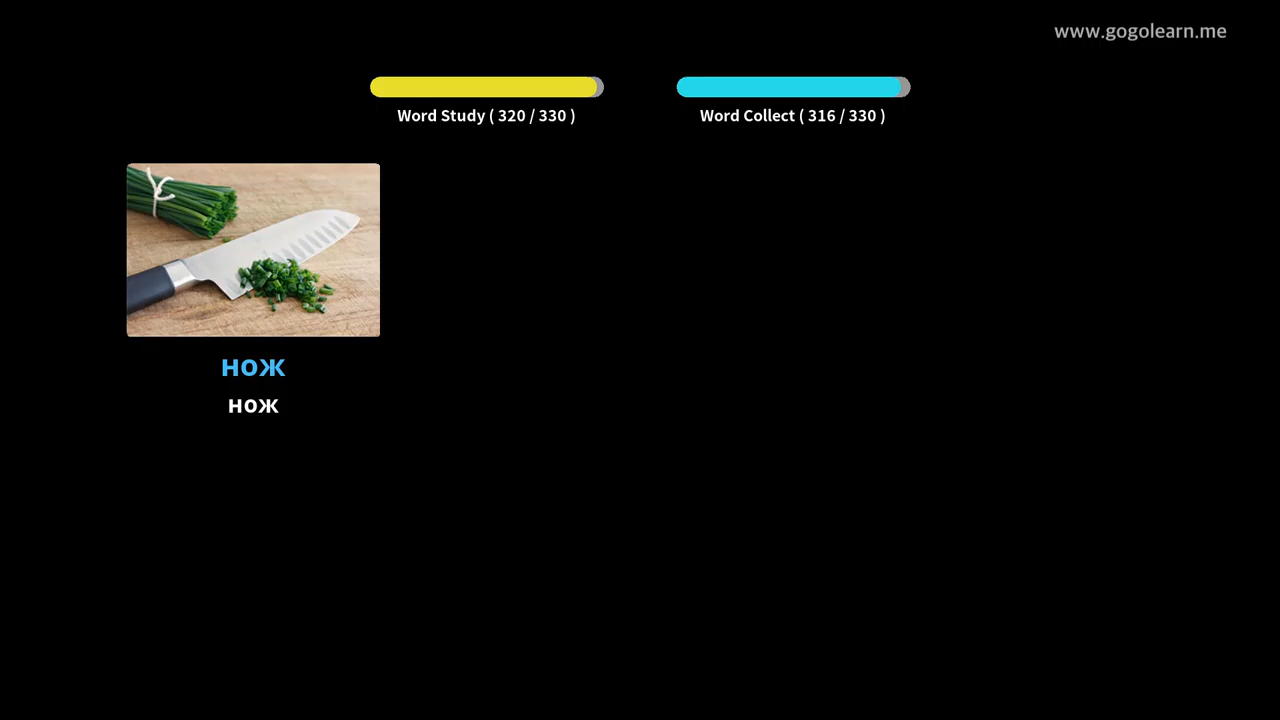 www.gogolearn.me
Word Study ( 320 / 330 )
Word Collect ( 316 / 330 )
нож
нож